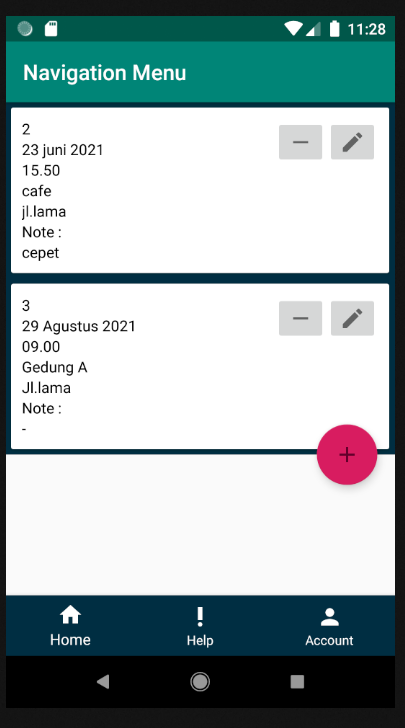 11:28
Navigation Menu
2
23 juni 2021
15.50
cafe
jl.lama
Note :
cepet
3
29 Agustus 2021
09.00
Gedung A
Jl.lama
Note :
-
Home
Help
Account